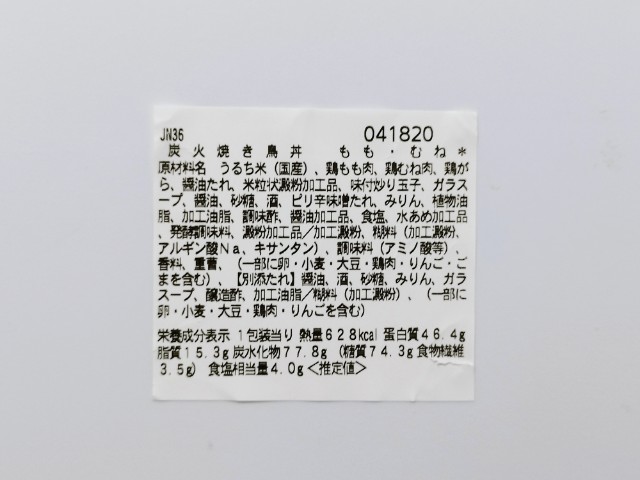 JN36 041820
炭火焼き鳥丼 もも・むね*
原材料名 うるち米（国産）、鶏もも肉、鶏むね肉、鶏が
ら、醤油たれ、米粒状澱粉加工品、味付炒り玉子、ガラス
ープ、醤油、砂糖、酒、ピリ辛味噌たれ、みりん、植物油
脂、加工油脂、調味酢、醤油加工品、食塩、水あめ加工品
、発酵調味料、澱粉加工品／加工澱粉、糊料（加工澱粉、
アルギン酸Ｎａ、キサンタン）、調味料（アミノ酸等）、
香料、重曹、（一部に卵・小麦・大豆・鶏肉・りんご・ご
まを含む）、【別添たれ】醤油、酒、砂糖、みりん、ガラ
スープ、醸造酢、加工油脂／糊料（加工澱粉）、（一部に
卵・小麦・大豆・鶏肉・りんごを含む）
栄養成分表示 １包装当り 熱量６２８kcal 蛋白質４６.４g
脂質１５.３g 炭水化物７７.８g （糖質７４.３g 食物繊維
３.５g） 食塩相当量４.０g＜推定値＞